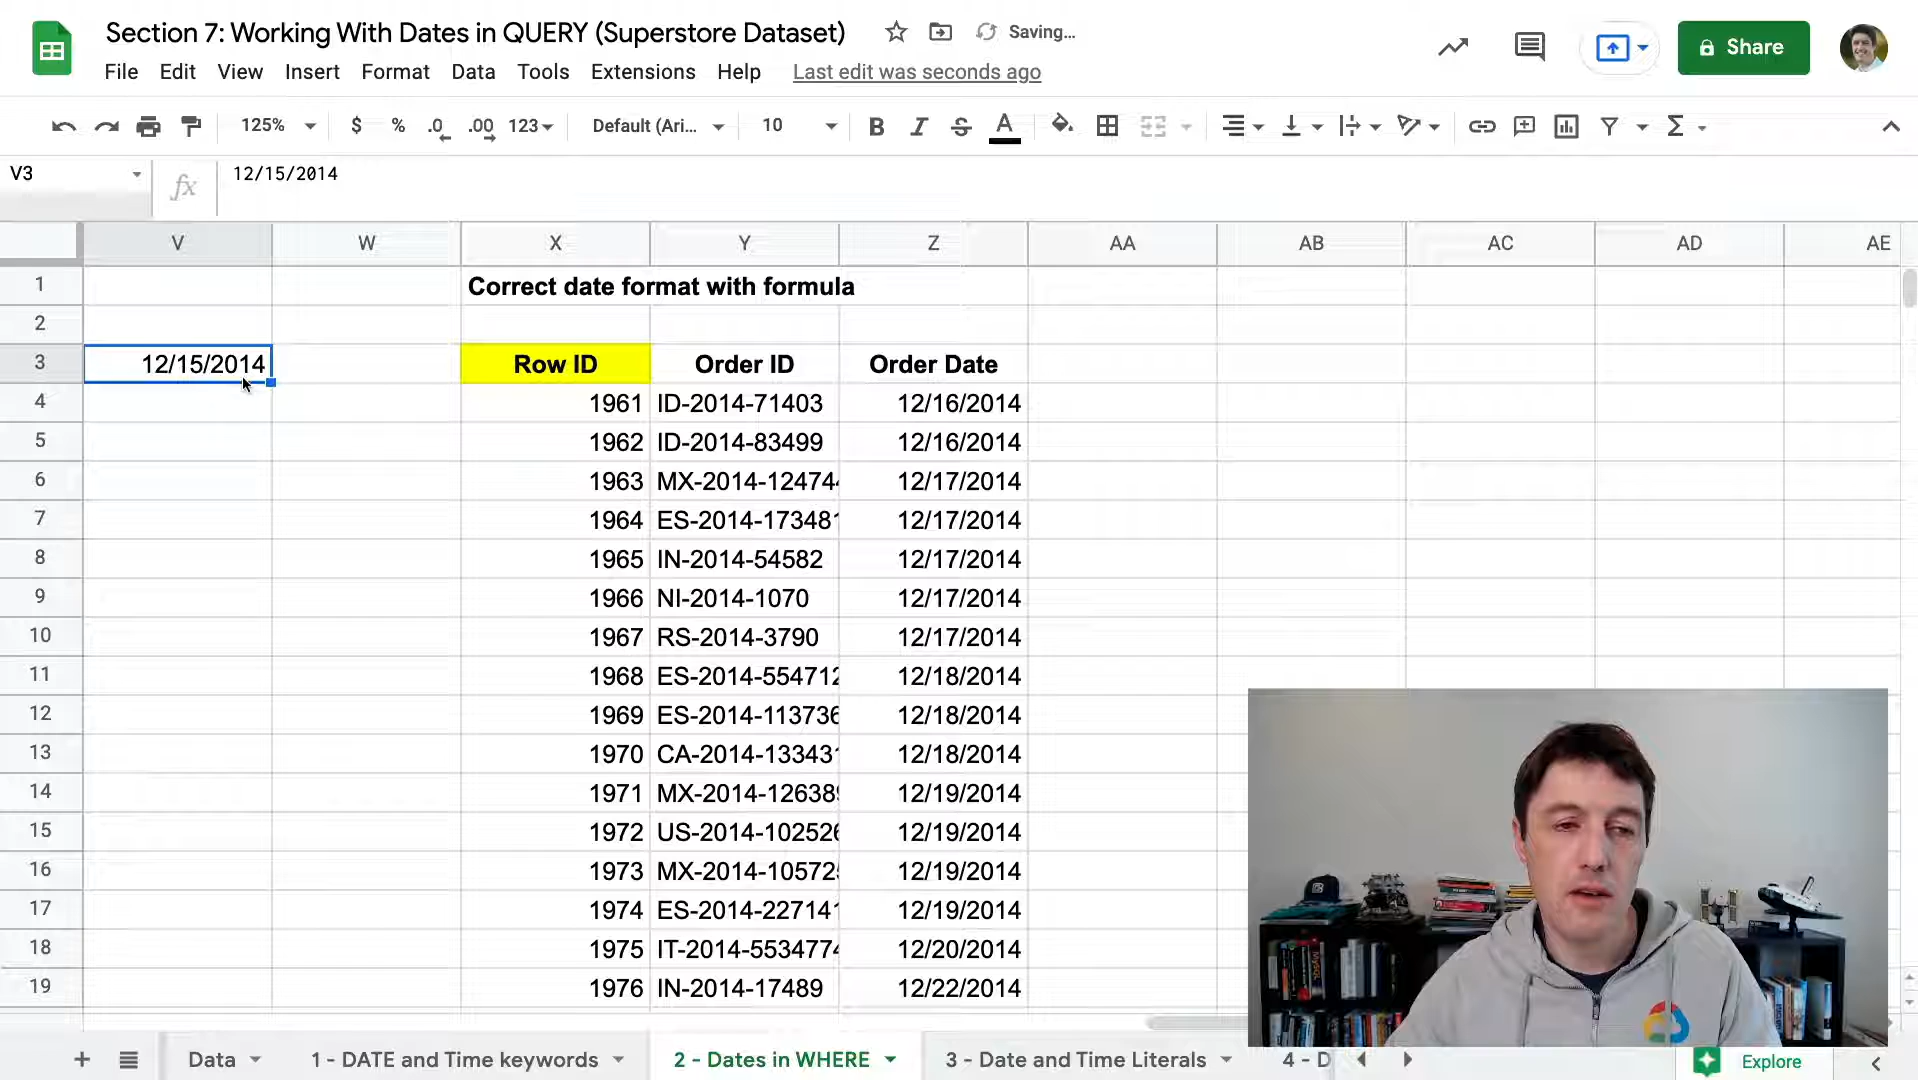 Section 7: Working With Dates in QUERY (Superstore Dataset) Saving...
File Edit View Insert Format Data Tools Extensions Help Last edit was seconds ago
Share
125% $ % .0 .00 123 Default (Ari... 10 B I S A
V3 fx 12/15/2014
V W X Y Z AA AB AC AD AE
1 Correct date format with formula
2
3 12/15/2014 Row ID Order ID Order Date
4 1961 ID-2014-71403 12/16/2014
5 1962 ID-2014-83499 12/16/2014
6 1963 MX-2014-124744 12/17/2014
7 1964 ES-2014-173481 12/17/2014
8 1965 IN-2014-54582 12/17/2014
9 1966 NI-2014-1070 12/17/2014
10 1967 RS-2014-3790 12/17/2014
11 1968 ES-2014-554712 12/18/2014
12 1969 ES-2014-113736 12/18/2014
13 1970 CA-2014-133431 12/18/2014
14 1971 MX-2014-126389 12/19/2014
15 1972 US-2014-102526 12/19/2014
16 1973 MX-2014-105725 12/19/2014
17 1974 ES-2014-227141 12/19/2014
18 1975 IT-2014-5534774 12/20/2014
19 1976 IN-2014-17489 12/22/2014
MySQL
+ Data 1 - DATE and Time keywords 2 - Dates in WHERE 3 - Date and Time Literals 4 - D Explore